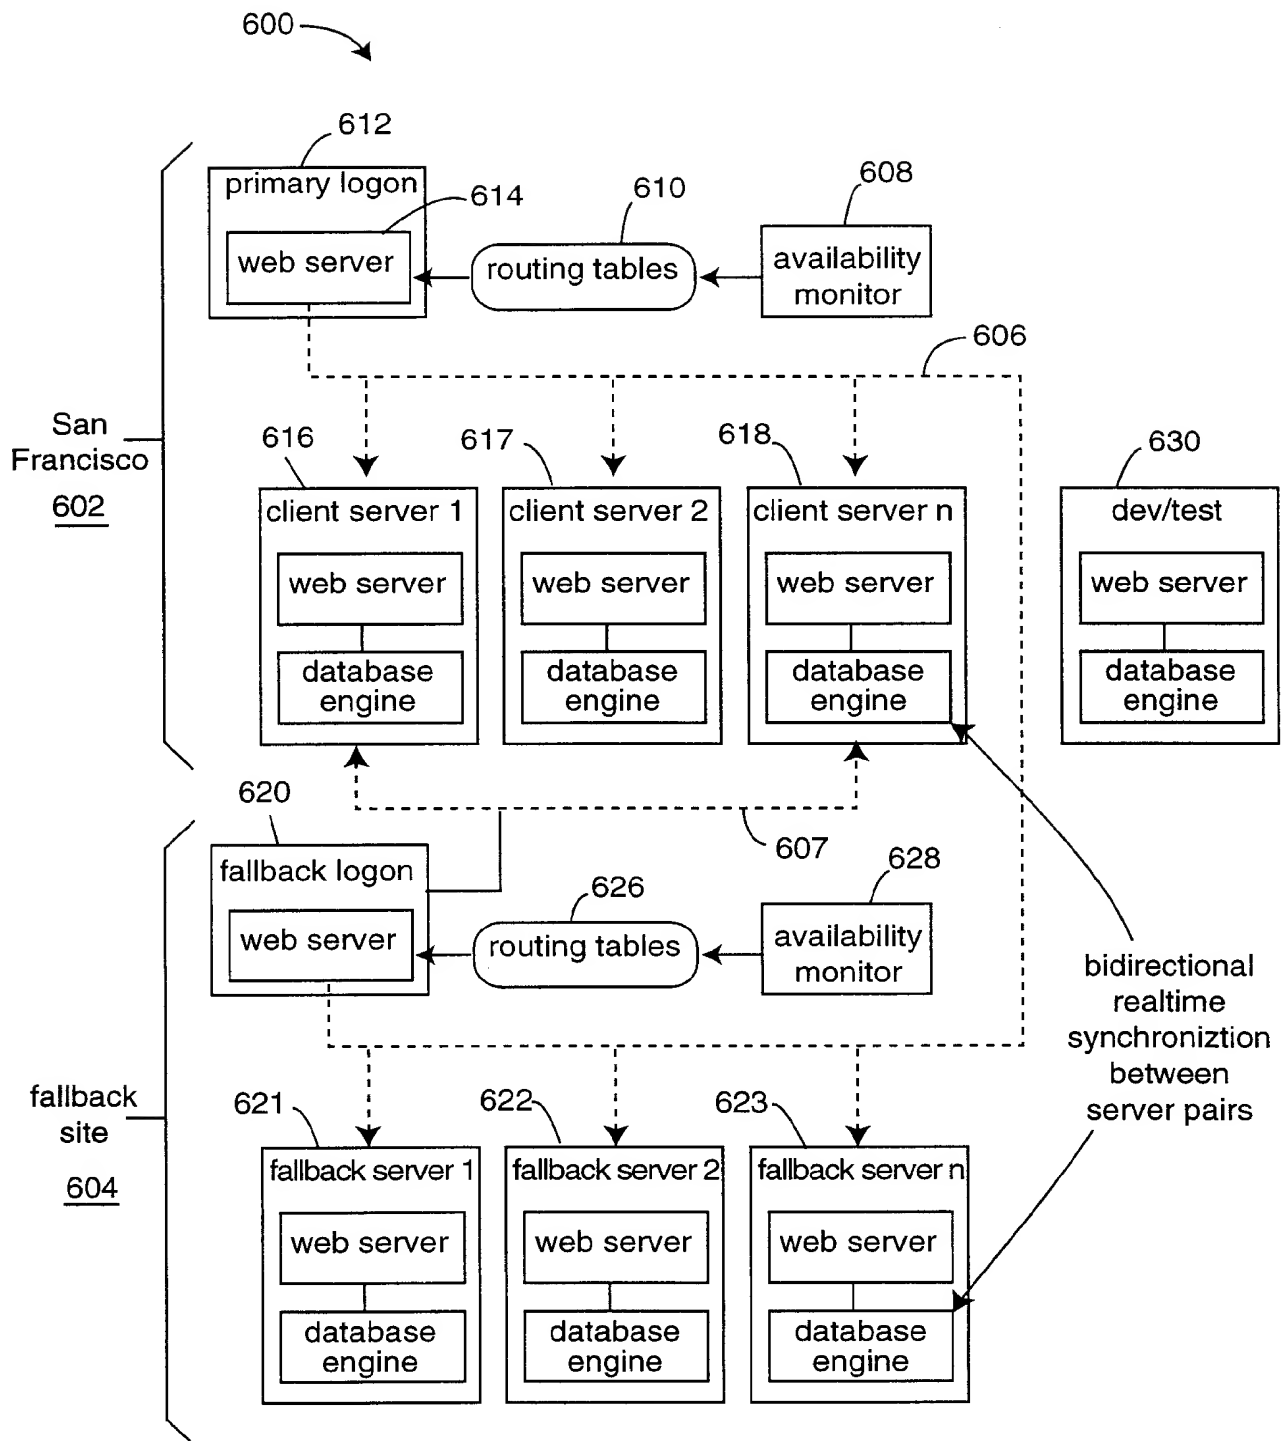 600
612
primary logon
614
610
608
web server
routing tables
availability
monitor
606
San
Francisco
602
616
617
618
630
client server 1
client server 2
client server n
dev/test
web server
web server
web server
web server
database
engine
database
engine
database
engine
database
engine
620
607
fallback logon
626
628
web server
routing tables
availability
monitor
bidirectional
realtime
synchroniztion
between
server pairs
fallback
site
604
621
622
623
fallback server 1
fallback server 2
fallback server n
web server
web server
web server
database
engine
database
engine
database
engine